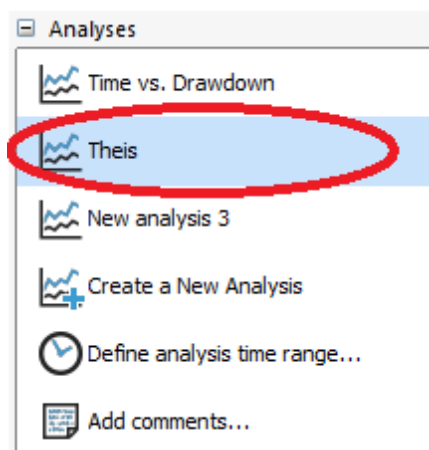 Analyses
Time vs. Drawdown
Theis
New analysis 3
Create a New Analysis
Define analysis time range...
Add comments...